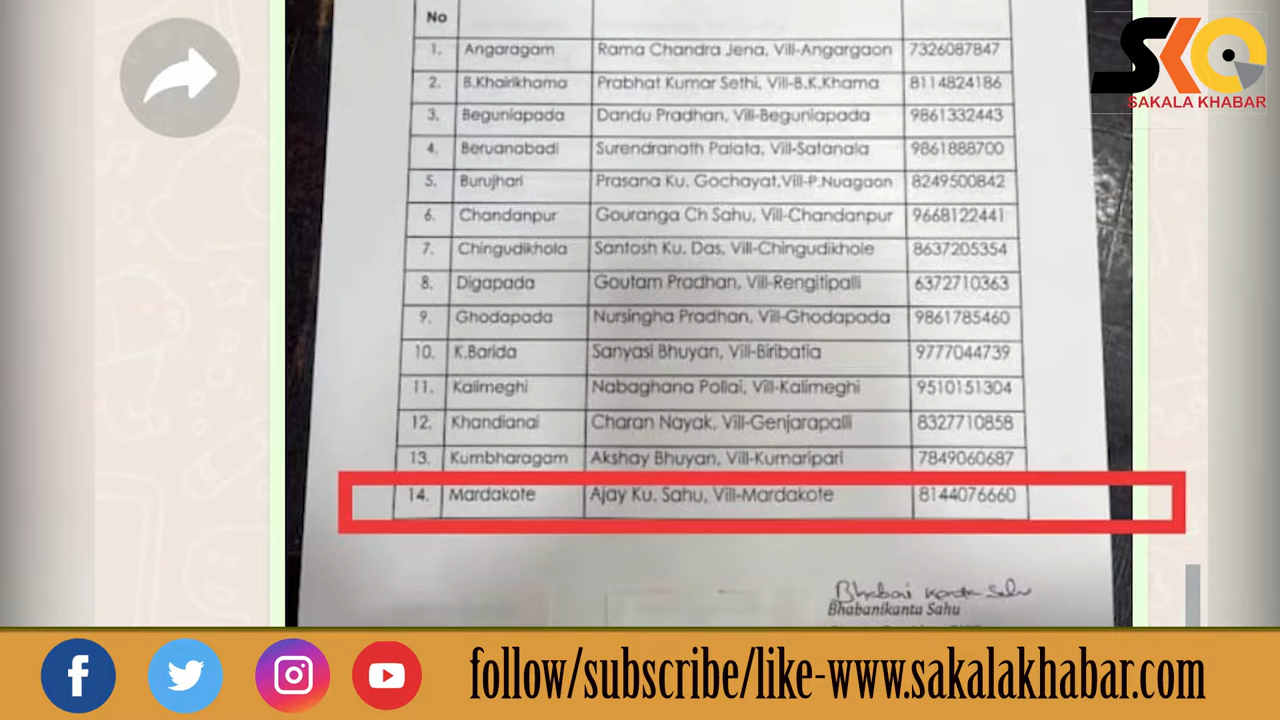 No
1. Angaragam Rama Chandra Jena, Vill-Angargaon 7326087847
2. B.Khairikhama Prabhat Kumar Sethi, Vill-B.K.Khama 8114824186
3. Beguniapada Dandu Pradhan, Vill-Beguniapada 9861332443
4. Beruanabadi Surendranath Palata, Vill-Satanala 9861888700
5. Burujhari Prasana Ku. Gochayat,Vill-P.Nuagaon 8249500842
6. Chandanpur Gouranga Ch Sahu, Vill-Chandanpur 9668122441
7. Chingudikhola Santosh Ku. Das, Vill-Chingudikhole 8637205354
8. Digapada Goutam Pradhan, Vill-Rengitipalli 6372710363
9. Ghodapada Nursingha Pradhan, Vill-Ghodapada 9861785460
10. K.Barida Sanyasi Bhuyan, Vill-Biribatia 9777044739
11. Kalimeghi Nabaghana Pollai, Vill-Kalimeghi 9510151304
12. Khandianai Charan Nayak, Vill-Genjarapalli 8327710858
13. Kumbharagam Akshay Bhuyan, Vill-Kumaripari 7849060687
14. Mardakote Ajay Ku. Sahu, Vill-Mardakote 8144076660
Bhabani Kanta Sahu
Bhabanikanta Sahu
SKQ
SAKALA KHABAR
follow/subscribe/like-www.sakalakhabar.com